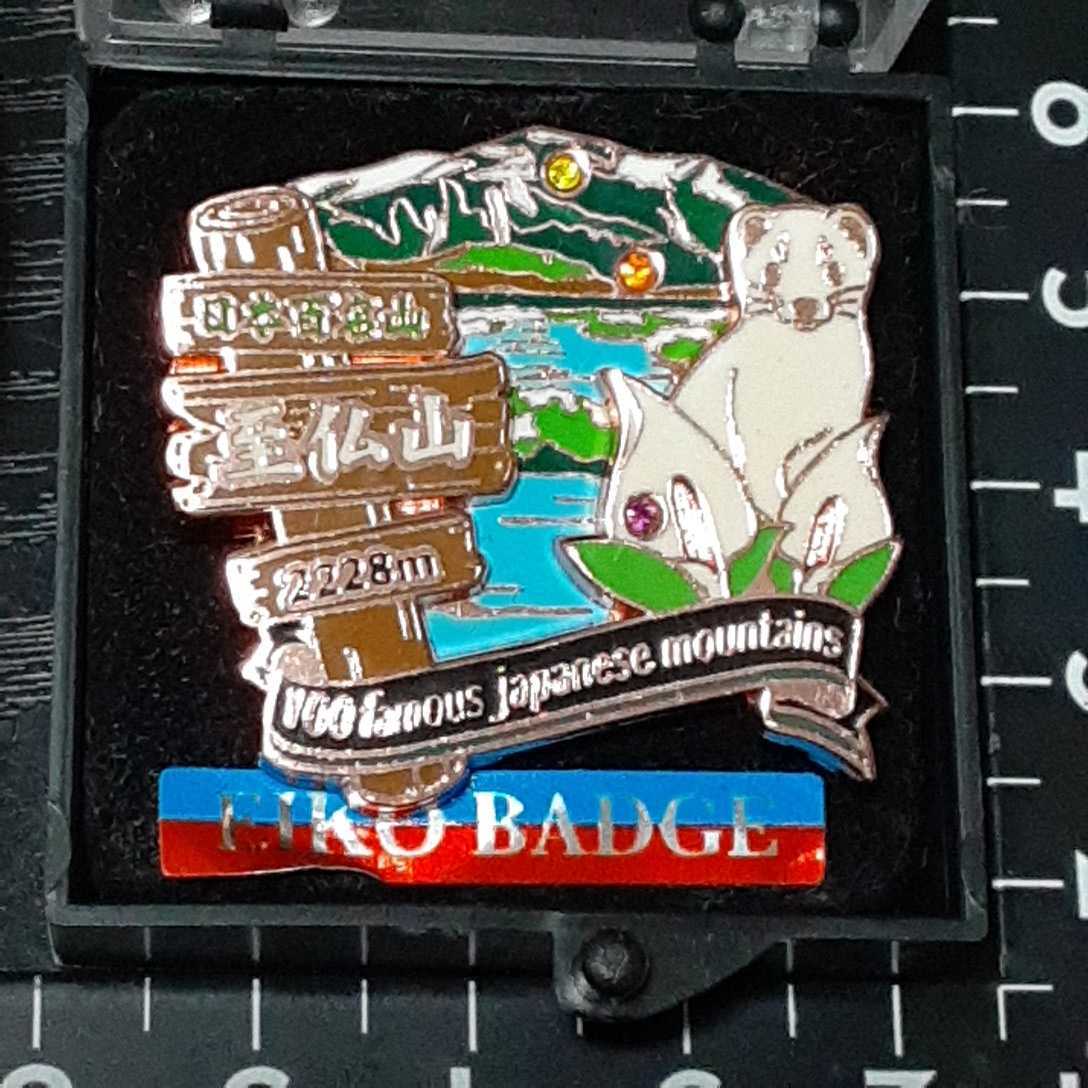 日本百名山
至仏山
2228m
100 famous japanese mountains
EIKO BADGE